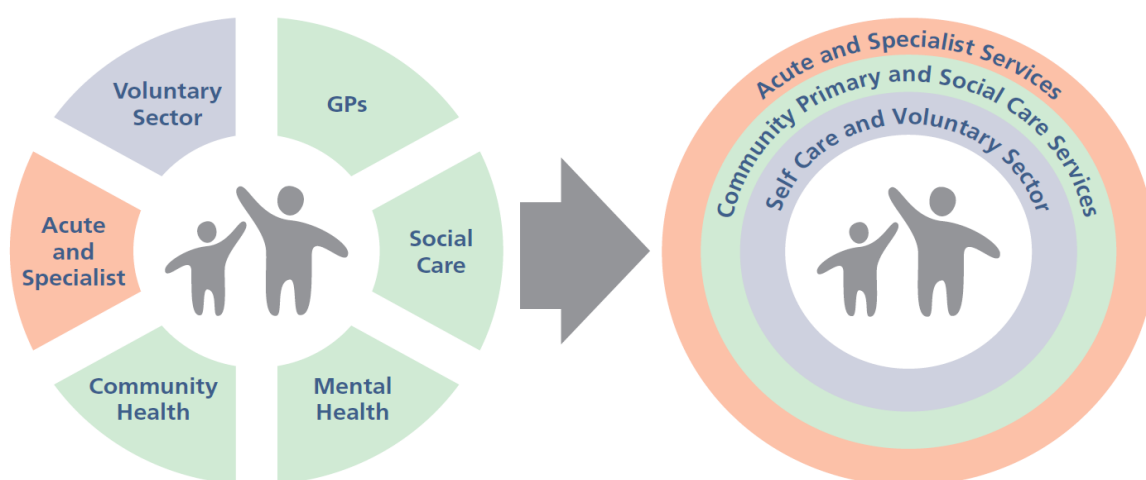 Voluntary
Sector
GPs
Acute
and
Specialist
Social
Care
Community
Health
Mental
Health
Acute and Specialist Services
Community Primary and Social Care Services
Self Care and Voluntary Sector